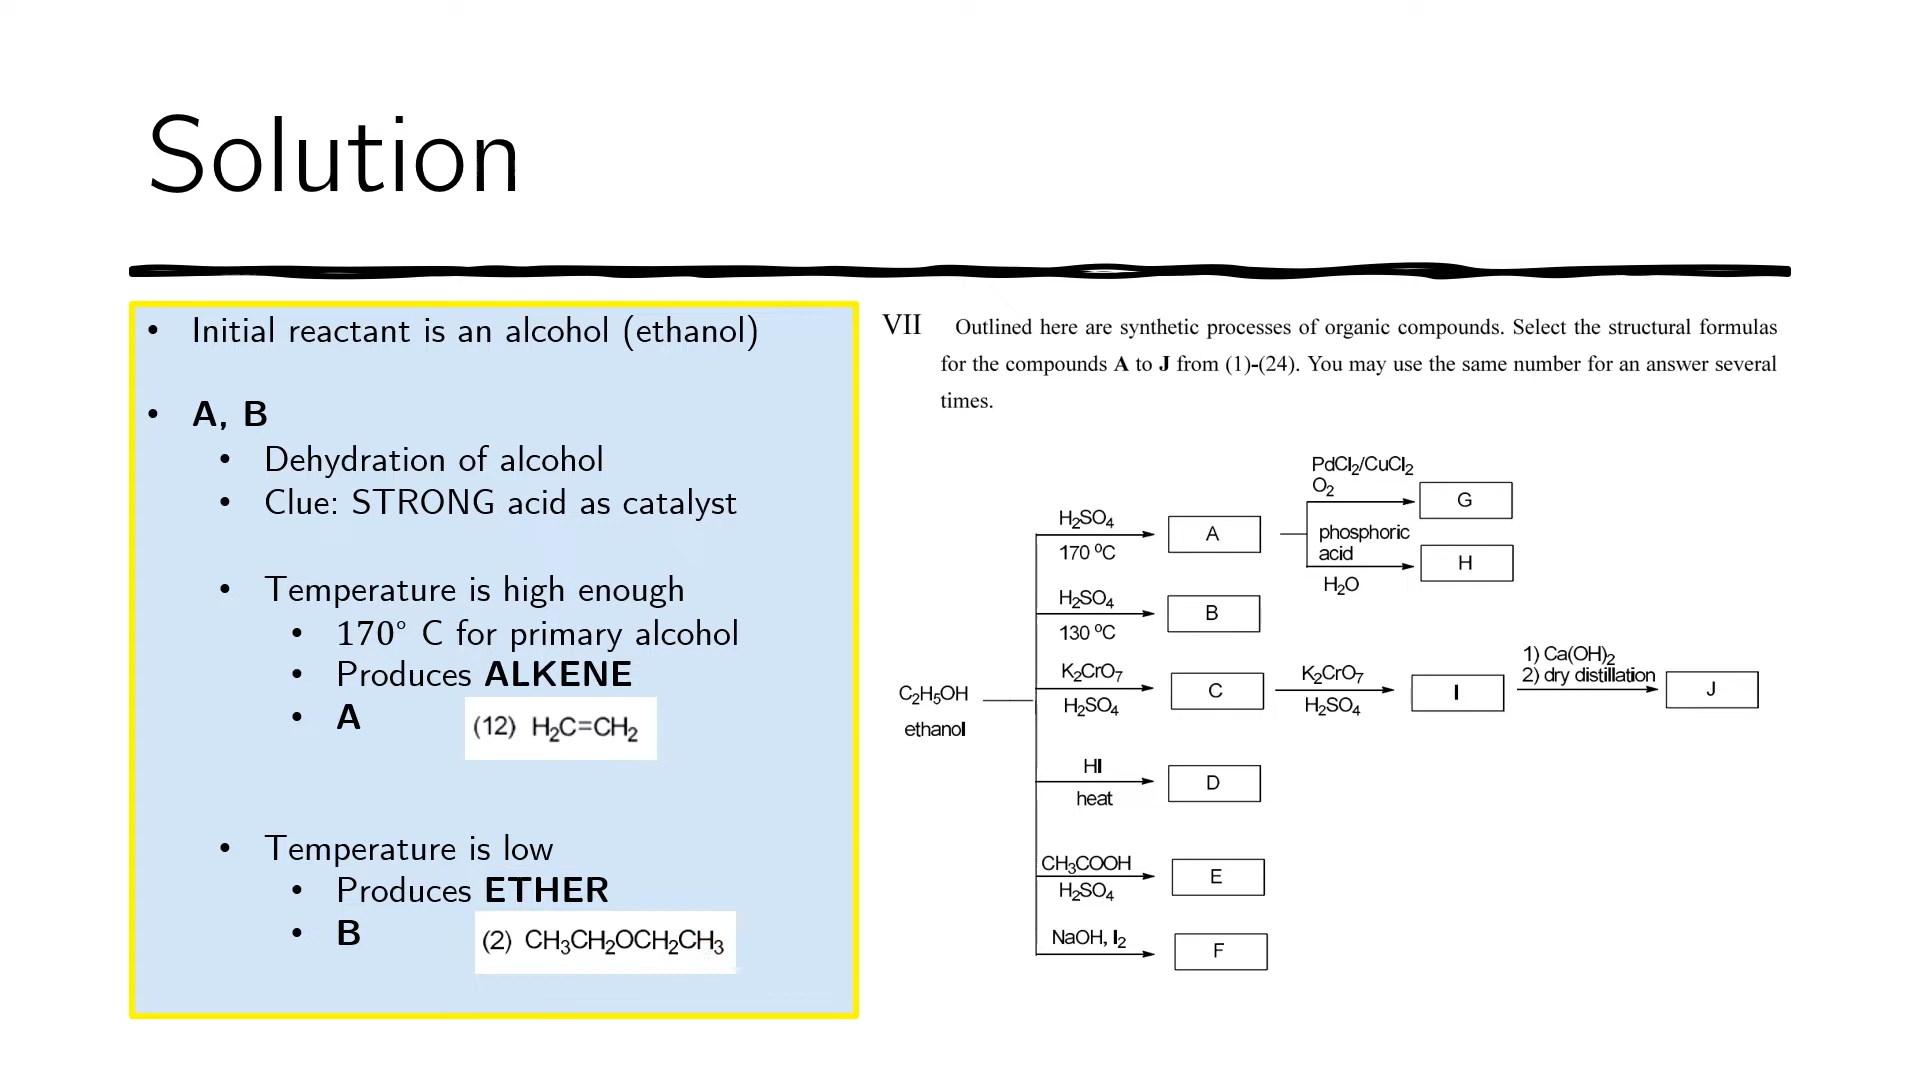 Solution
• Initial reactant is an alcohol (ethanol)
• A, B
• Dehydration of alcohol
• Clue: STRONG acid as catalyst
• Temperature is high enough
• 170° C for primary alcohol
• Produces ALKENE
• A
(12) H₂C=CH₂
• Temperature is low
• Produces ETHER
• B
(2) CH₃CH₂OCH₂CH₃
VII Outlined here are synthetic processes of organic compounds. Select the structural formulas
for the compounds A to J from (1)-(24). You may use the same number for an answer several
times.
C₂H₅OH
ethanol
H₂SO₄
170 ⁰C
A
PdCl₂/CuCl₂
O₂
G
phosphoric
acid
H₂O
H
H₂SO₄
130 ⁰C
B
K₂CrO₇
H₂SO₄
C
K₂CrO₇
H₂SO₄
I
1) Ca(OH)₂
2) dry distillation
J
HI
heat
D
CH₃COOH
H₂SO₄
E
NaOH, I₂
F